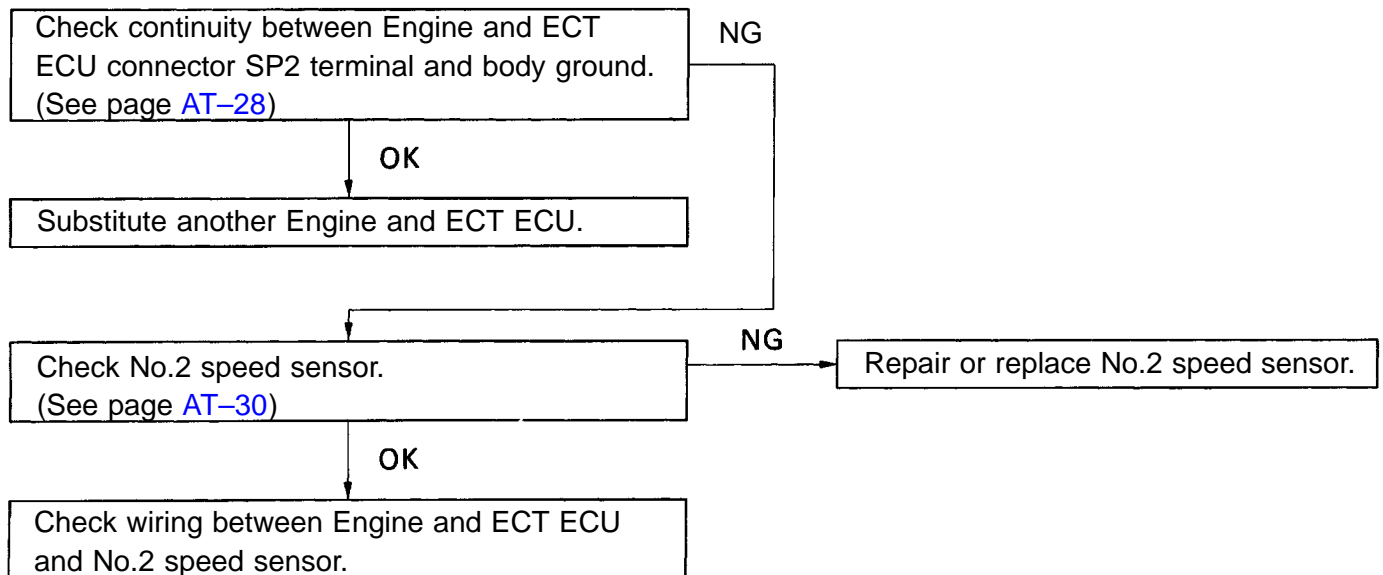 Check continuity between Engine and ECT
ECU connector SP2 terminal and body ground.
(See page AT–28)
NG
OK
Substitute another Engine and ECT ECU.
Check No.2 speed sensor.
(See page AT–30)
NG
Repair or replace No.2 speed sensor.
OK
Check wiring between Engine and ECT ECU
and No.2 speed sensor.